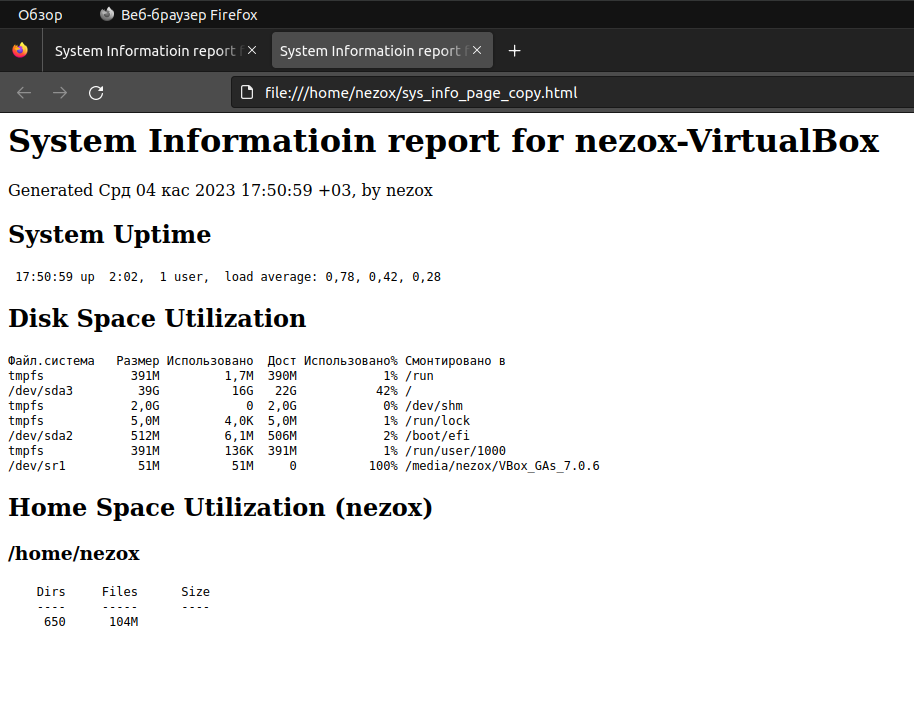 Обзор Веб-браузер Firefox
System Informatioin report f × System Informatioin report f × +
file:///home/nezox/sys_info_page_copy.html
System Informatioin report for nezox-VirtualBox
Generated Срд 04 кас 2023 17:50:59 +03, by nezox
System Uptime
17:50:59 up  2:02,  1 user,  load average: 0,78, 0,42, 0,28
Disk Space Utilization
Файл.система   Размер Использовано  Дост Использовано% Смонтировано в
tmpfs            391M         1,7M  390M            1% /run
/dev/sda3         39G          16G   22G           42% /
tmpfs            2,0G            0  2,0G            0% /dev/shm
tmpfs            5,0M         4,0K  5,0M            1% /run/lock
/dev/sda2        512M         6,1M  506M            2% /boot/efi
tmpfs            391M         136K  391M            1% /run/user/1000
/dev/sr1          51M          51M     0          100% /media/nezox/VBox_GAs_7.0.6
Home Space Utilization (nezox)
/home/nezox
Dirs     Files      Size
----     -----      ----
650      104M